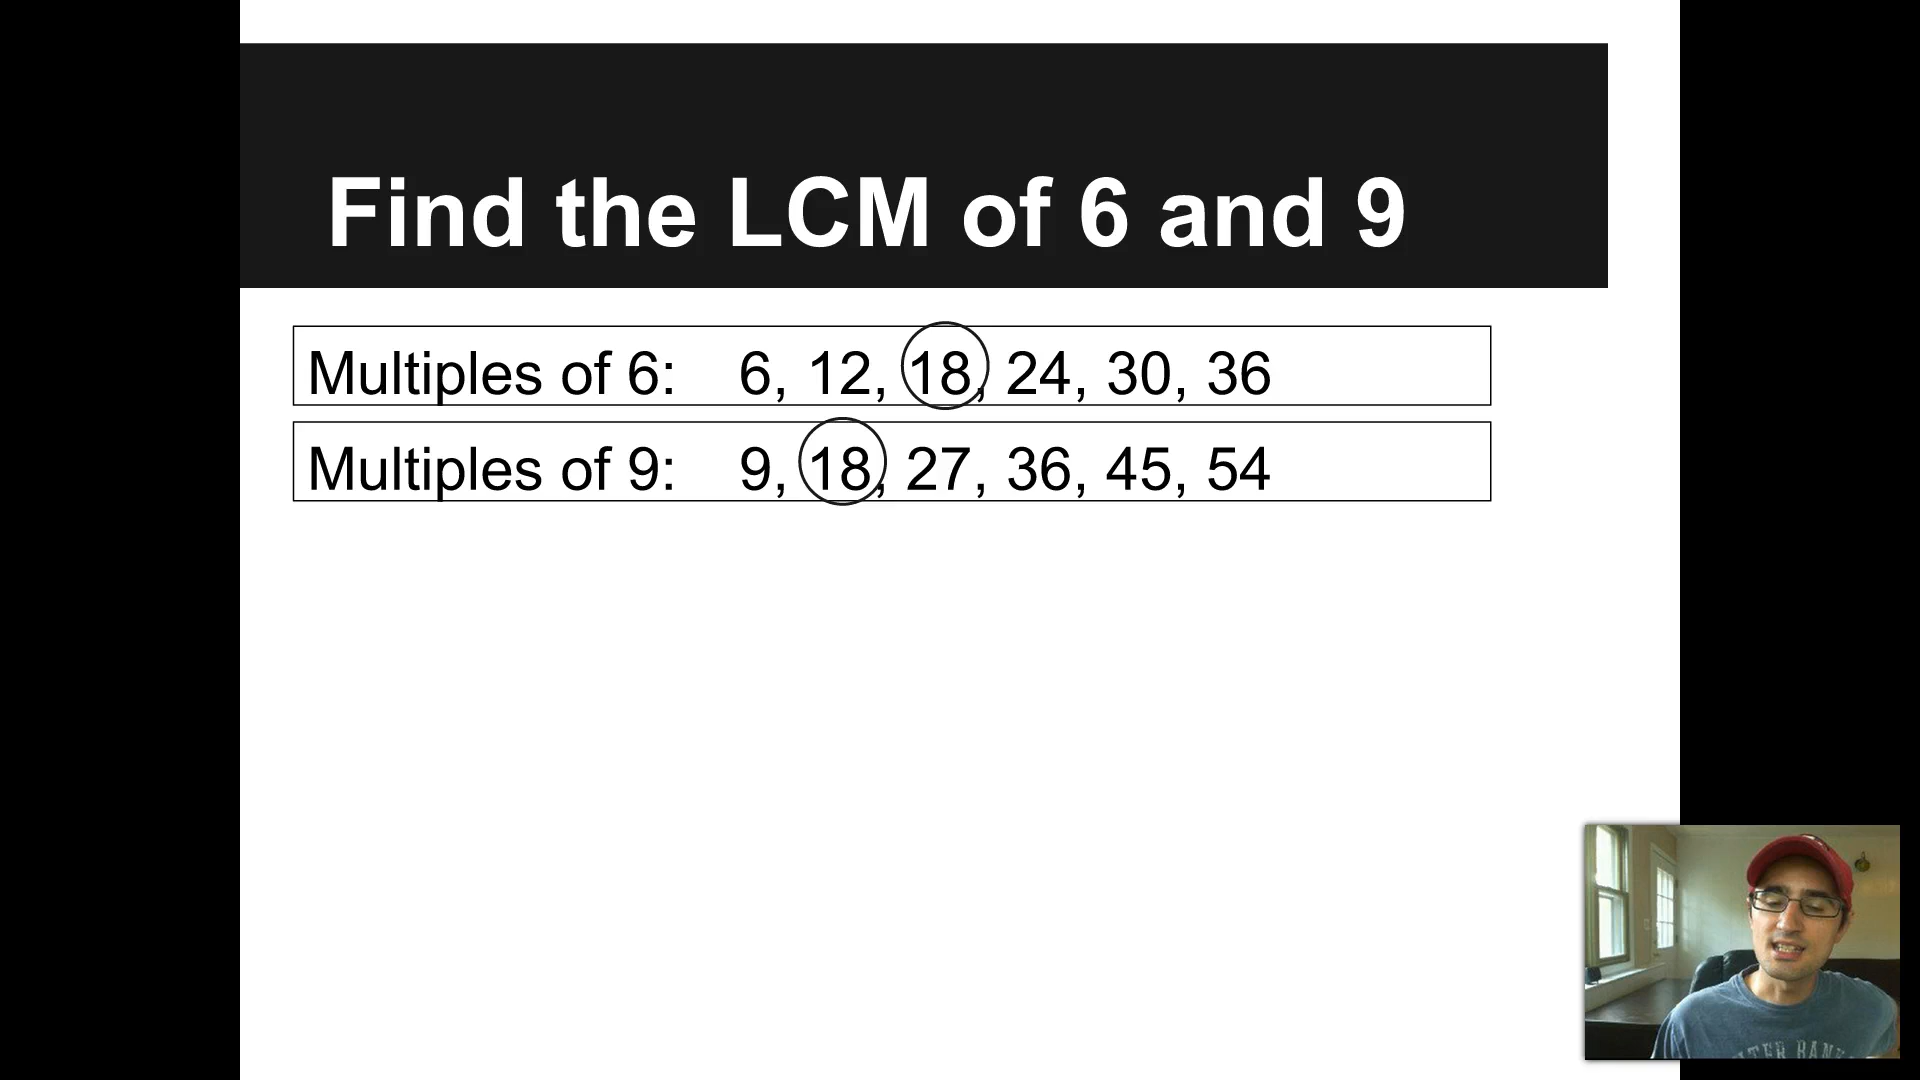 Find the LCM of 6 and 9
Multiples of 6: 6, 12, 18, 24, 30, 36
Multiples of 9: 9, 18, 27, 36, 45, 54